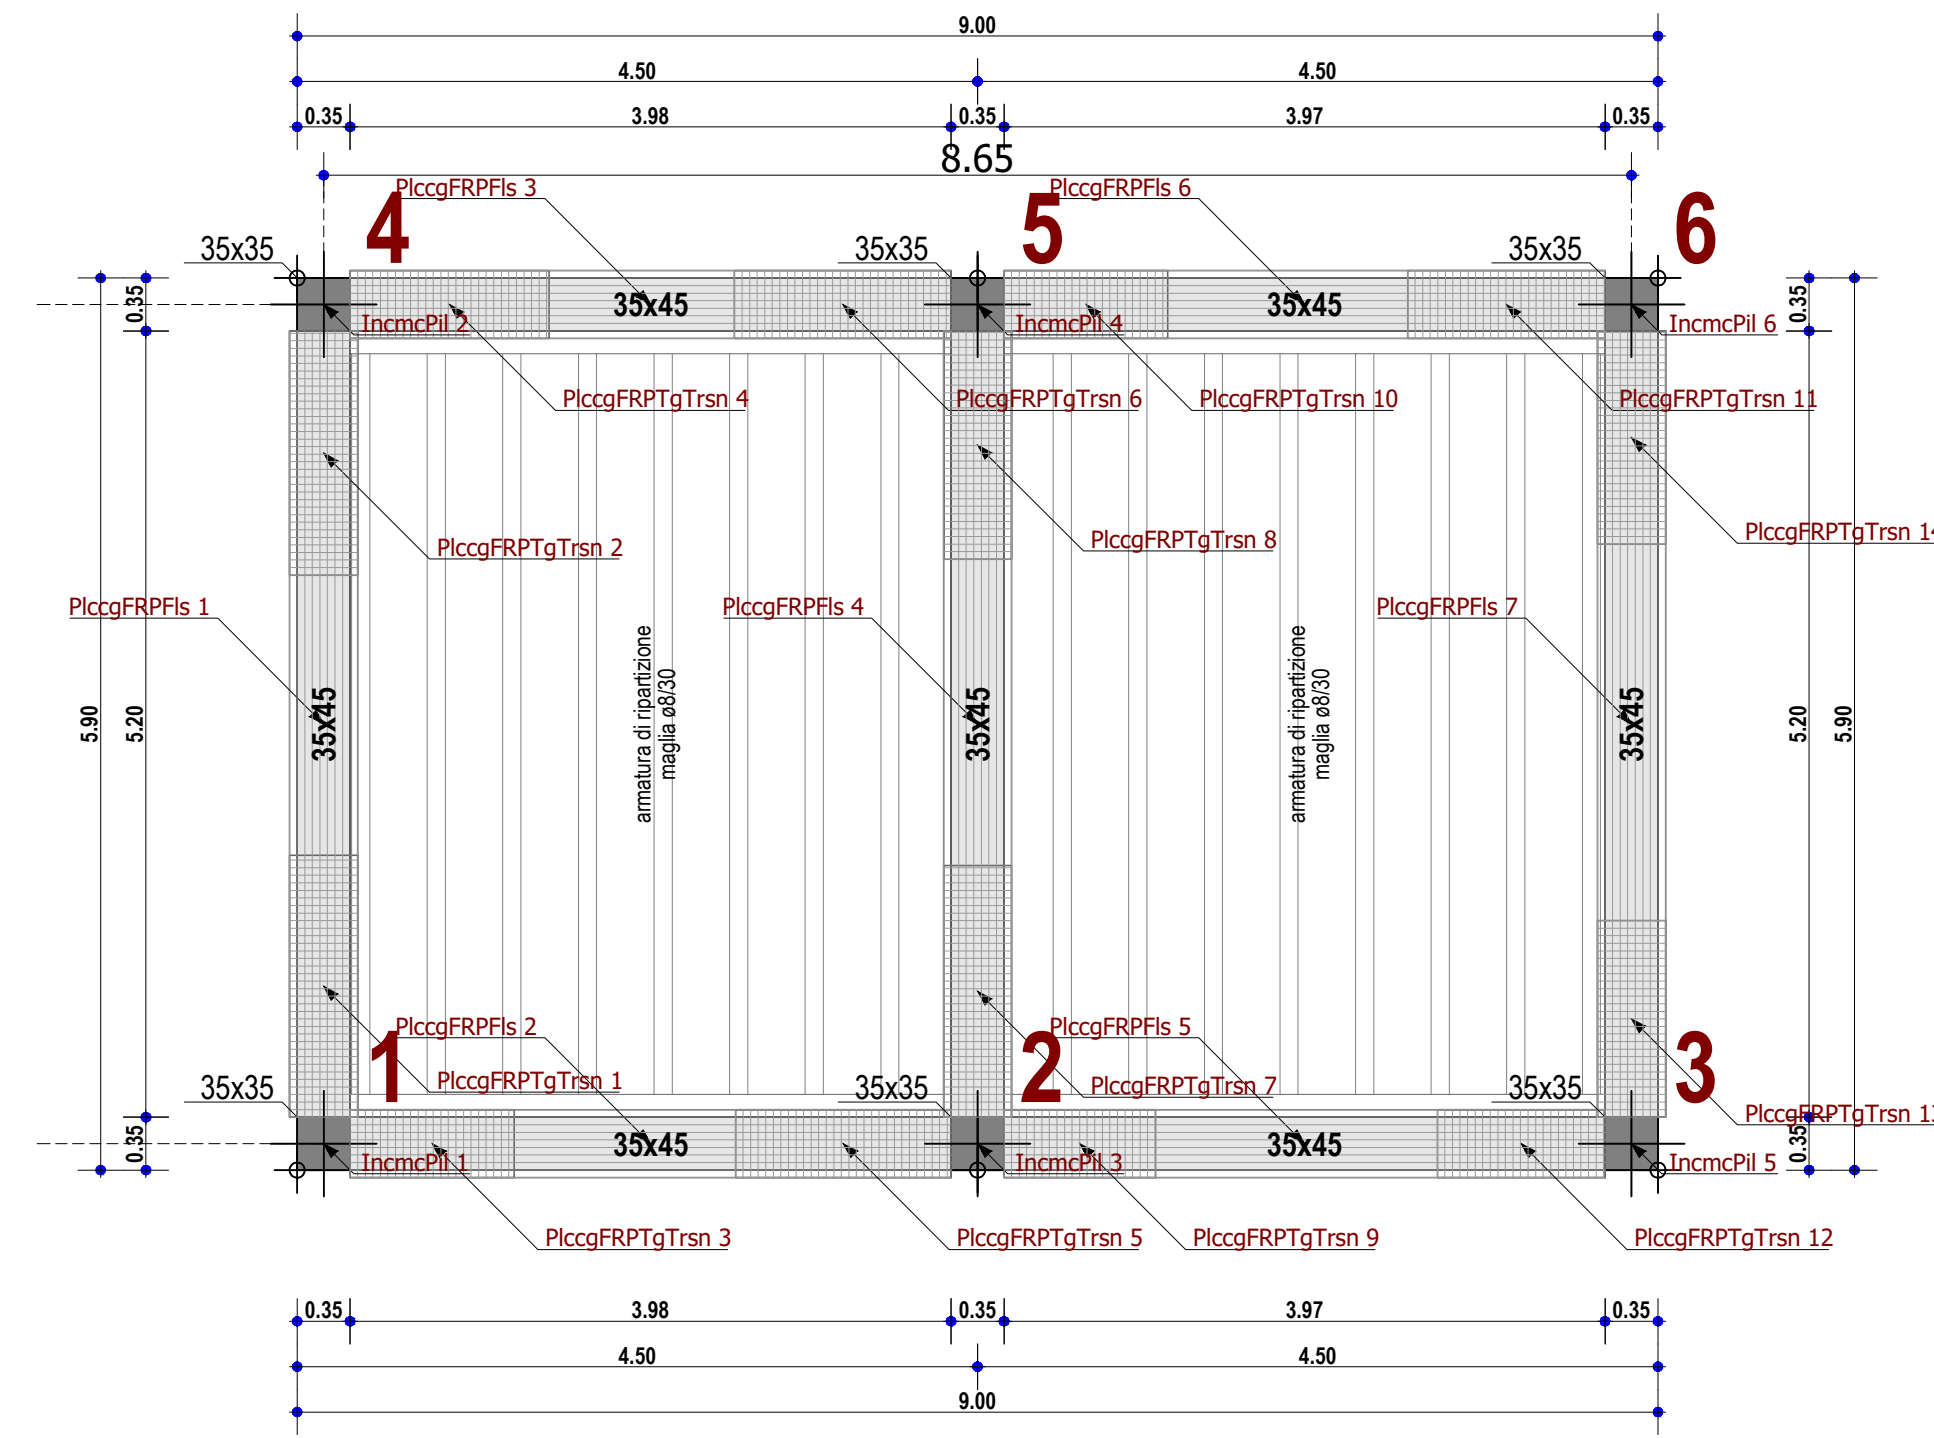 9.00
4.50 4.50
0.35 3.98 0.35 3.97 0.35
8.65
PlccgFRPFls 3 PlccgFRPFls 6
4 5 6
35x35 35x35 35x35
0.35 35x45 35x45 0.35
IncmcPil 2 IncmcPil 4 IncmcPil 6
PlccgFRPTgTrsn 4 PlccgFRPTgTrsn 6 PlccgFRPTgTrsn 10 PlccgFRPTgTrsn 11
PlccgFRPTgTrsn 2 PlccgFRPTgTrsn 8 PlccgFRPTgTrsn 14
PlccgFRPFls 1 PlccgFRPFls 4 PlccgFRPFls 7
armatura di ripartizione
maglia ø8/30
armatura di ripartizione
maglia ø8/30
5.90 5.20 35x45 35x45 35x45 5.20 5.90
PlccgFRPFls 2 PlccgFRPFls 5
1 2 3
PlccgFRPTgTrsn 1 PlccgFRPTgTrsn 7
35x35 35x35 35x35
PlccgFRPTgTrsn 13
0.35 35x45 35x45 0.35
IncmcPil 1 IncmcPil 3 IncmcPil 5
PlccgFRPTgTrsn 3 PlccgFRPTgTrsn 5 PlccgFRPTgTrsn 9 PlccgFRPTgTrsn 12
0.35 3.98 0.35 3.97 0.35
4.50 4.50
9.00